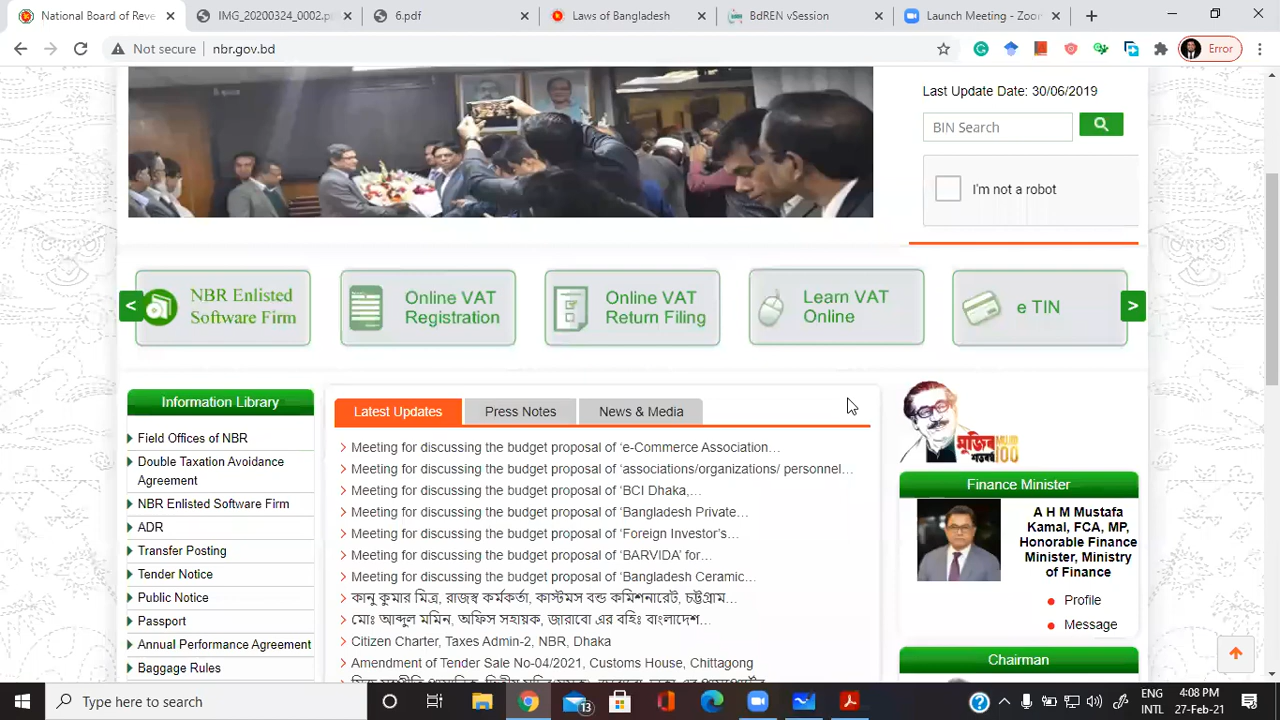 National Board of Reve
IMG_20200324_0002.p
6.pdf
Laws of Bangladesh
BdREN vSession
Launch Meeting - Zoo
Not secure
nbr.gov.bd
Error
Last Update Date: 30/06/2019
BIN Search
I'm not a robot
<
NBR Enlisted
Software Firm
Online VAT
Registration
Online VAT
Return Filing
Learn VAT
Online
e TIN
>
Information Library
Field Offices of NBR
Double Taxation Avoidance
Agreement
NBR Enlisted Software Firm
ADR
Transfer Posting
Tender Notice
Public Notice
Passport
Annual Performance Agreement
Baggage Rules
Latest Updates
Press Notes
News & Media
Meeting for discussing the budget proposal of ‘e-Commerce Association...
Meeting for discussing the budget proposal of ‘associations/organizations/ personnel...
Meeting for discussing the budget proposal of ‘BCI Dhaka,...
Meeting for discussing the budget proposal of ‘Bangladesh Private...
Meeting for discussing the budget proposal of ‘Foreign Investor’s...
Meeting for discussing the budget proposal of ‘BARVIDA’ for...
Meeting for discussing the budget proposal of ‘Bangladesh Ceramic...
কানু কুমার মিত্র, রাজস্ব কর্মকর্তা, কাস্টমস বন্ড কমিশনারেট, চট্টগ্রাম...
মোঃ আব্দুল মমিন, অফিস সহায়ক, জারাবো এর বহিঃ বাংলাদেশ...
Citizen Charter, Taxes Admin-2, NBR, Dhaka
Amendment of Tender Sale No-04/2021, Customs House, Chittagong
মুজিব
শতবর্ষ
100
Finance Minister
A H M Mustafa
Kamal, FCA, MP,
Honorable Finance
Minister, Ministry
of Finance
Profile
Message
Chairman
Type here to search
13
ENG
INTL
4:08 PM
27-Feb-21